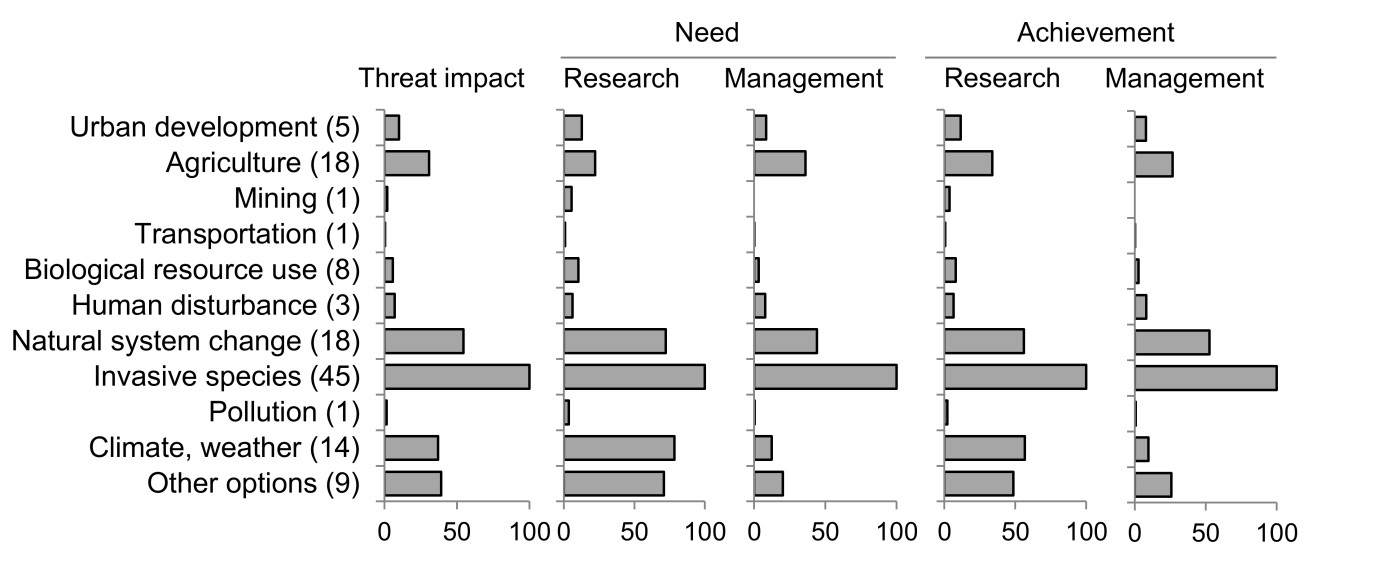 Need Achievement
Threat impact Research Management Research Management
Urban development (5)
Agriculture (18)
Mining (1)
Transportation (1)
Biological resource use (8)
Human disturbance (3)
Natural system change (18)
Invasive species (45)
Pollution (1)
Climate, weather (14)
Other options (9)
0 50 100 0 50 100 0 50 100 0 50 100 0 50 100